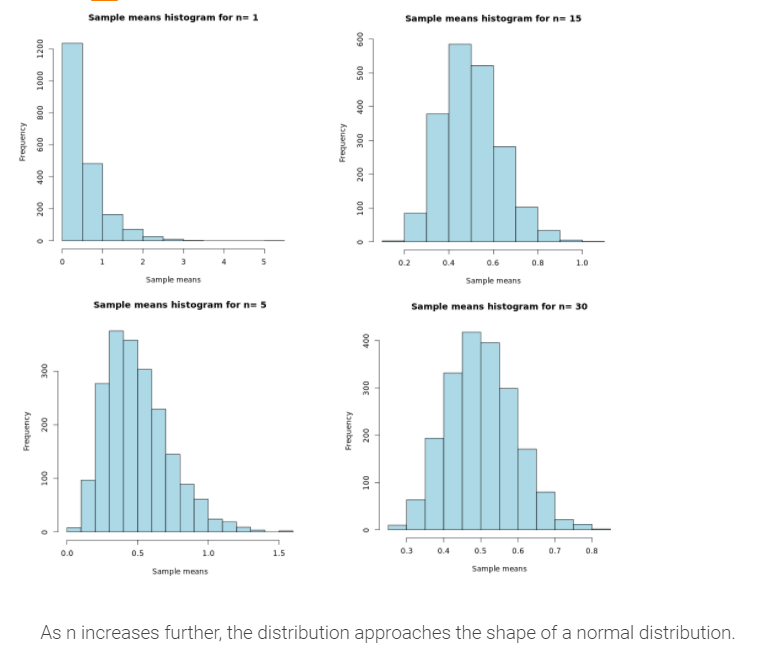 Sample means histogram for n= 1
1200
1000
800
600
400
200
0
Frequency
0 1 2 3 4 5
Sample means
Sample means histogram for n= 15
600
500
400
300
200
100
0
Frequency
0.2 0.4 0.6 0.8 1.0
Sample means
Sample means histogram for n= 5
300
200
100
0
Frequency
0.0 0.5 1.0 1.5
Sample means
Sample means histogram for n= 30
400
300
200
100
0
Frequency
0.3 0.4 0.5 0.6 0.7 0.8
Sample means
As n increases further, the distribution approaches the shape of a normal distribution.